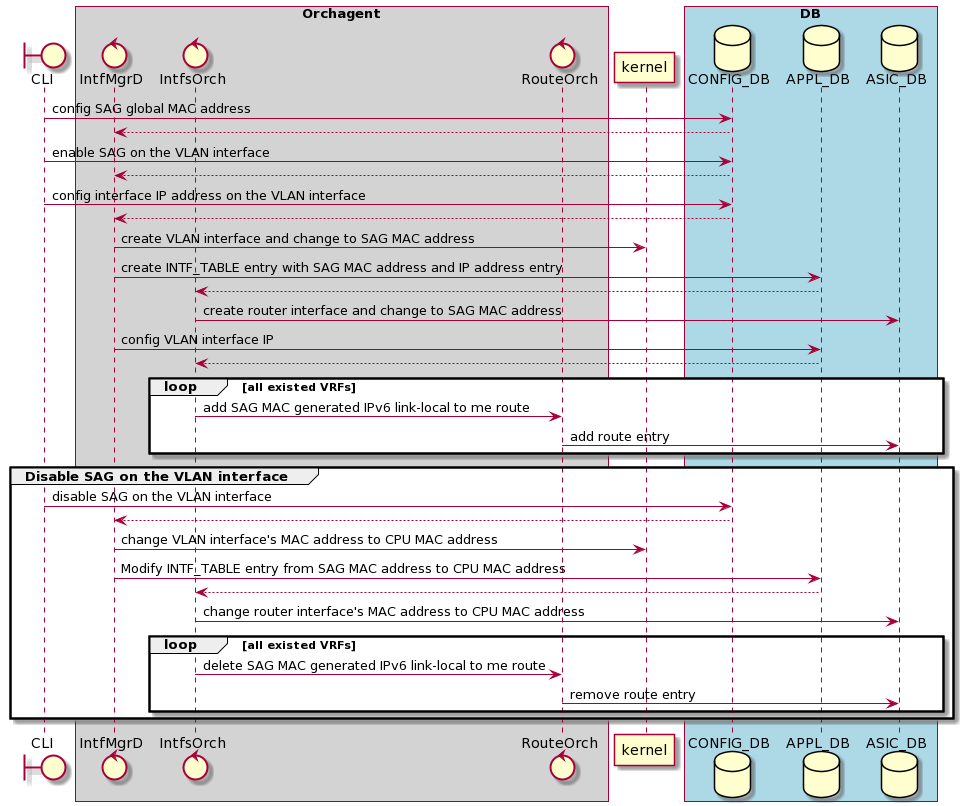 Orchagent
DB
CLI
IntfMgrD
IntfsOrch
RouteOrch
kernel
CONFIG_DB
APPL_DB
ASIC_DB
config SAG global MAC address
enable SAG on the VLAN interface
config interface IP address on the VLAN interface
create VLAN interface and change to SAG MAC address
create INTF_TABLE entry with SAG MAC address and IP address entry
create router interface and change to SAG MAC address
config VLAN interface IP
loop [all existed VRFs]
add SAG MAC generated IPv6 link-local to me route
add route entry
Disable SAG on the VLAN interface
disable SAG on the VLAN interface
change VLAN interface's MAC address to CPU MAC address
Modify INTF_TABLE entry from SAG MAC address to CPU MAC address
change router interface's MAC address to CPU MAC address
loop [all existed VRFs]
delete SAG MAC generated IPv6 link-local to me route
remove route entry
CLI
IntfMgrD
IntfsOrch
RouteOrch
kernel
CONFIG_DB
APPL_DB
ASIC_DB